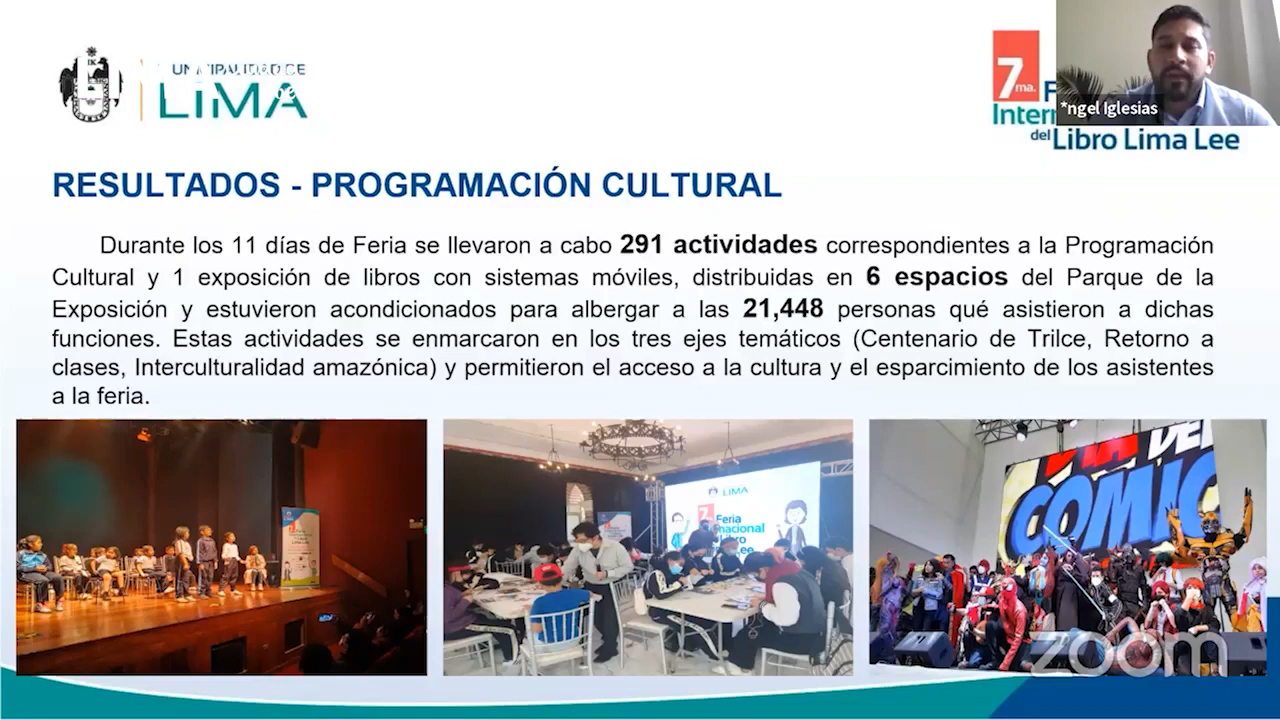 MUNICIPALIDAD DE
LIMA
7ma.
Intern
del Libro Lima Lee
*ngel Iglesias
RESULTADOS - PROGRAMACIÓN CULTURAL
Durante los 11 días de Feria se llevaron a cabo 291 actividades correspondientes a la Programación
Cultural y 1 exposición de libros con sistemas móviles, distribuidas en 6 espacios del Parque de la
Exposición y estuvieron acondicionados para albergar a las 21,448 personas qué asistieron a dichas
funciones. Estas actividades se enmarcaron en los tres ejes temáticos (Centenario de Trilce, Retorno a
clases, Interculturalidad amazónica) y permitieron el acceso a la cultura y el esparcimiento de los asistentes
a la feria.
LIMA
Feria
nacional
Libro
Lee
DEL
COMIC
zoom